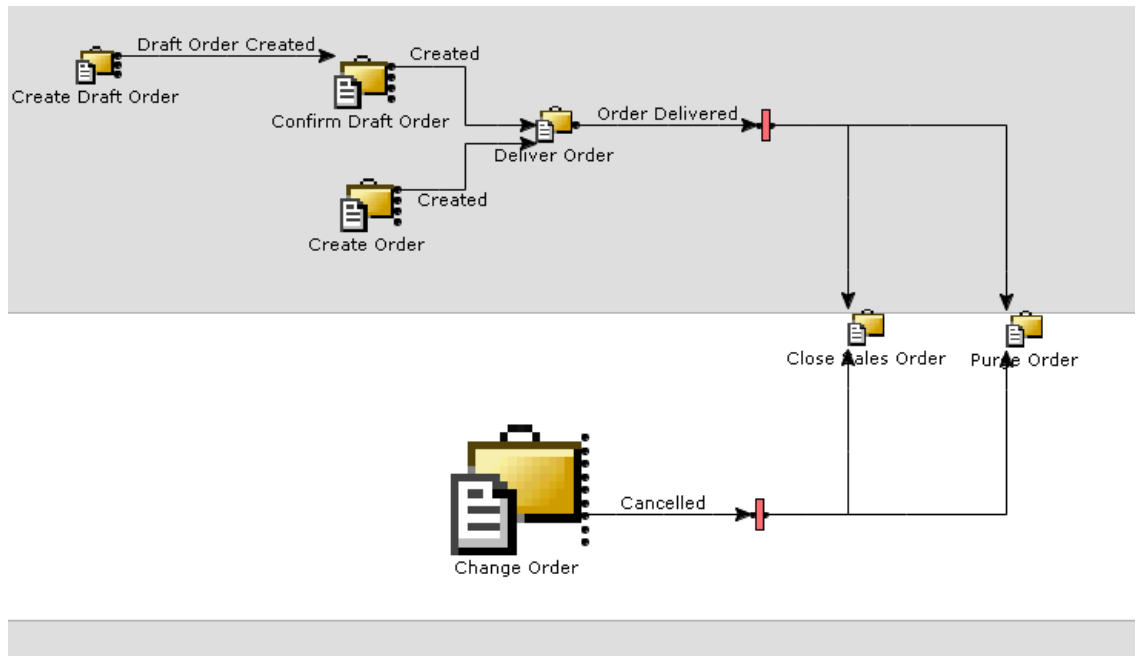 Draft Order Created
Created
Create Draft Order
Confirm Draft Order
Order Delivered
Deliver Order
Created
Create Order
Close Sales Order
Purge Order
Cancelled
Change Order